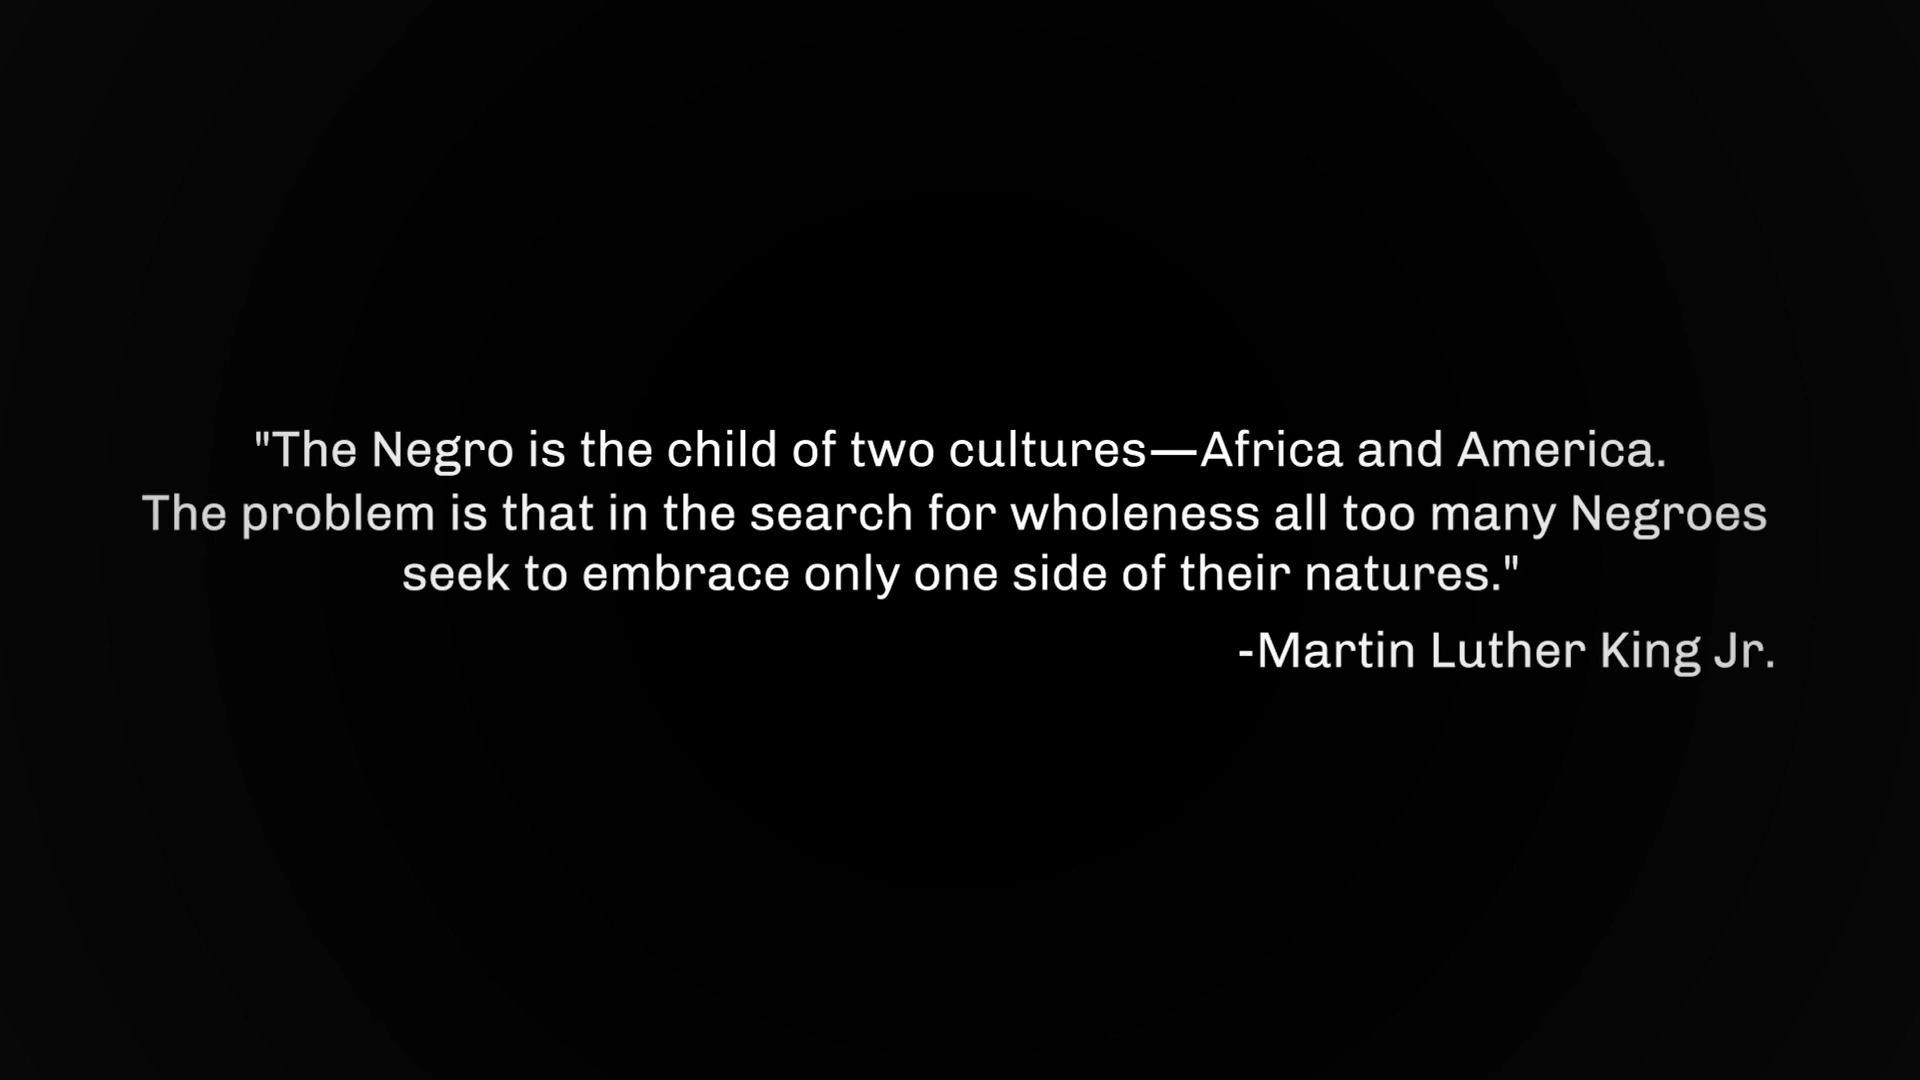 "The Negro is the child of two cultures—Africa and America.
The problem is that in the search for wholeness all too many Negroes
seek to embrace only one side of their natures."
-Martin Luther King Jr.